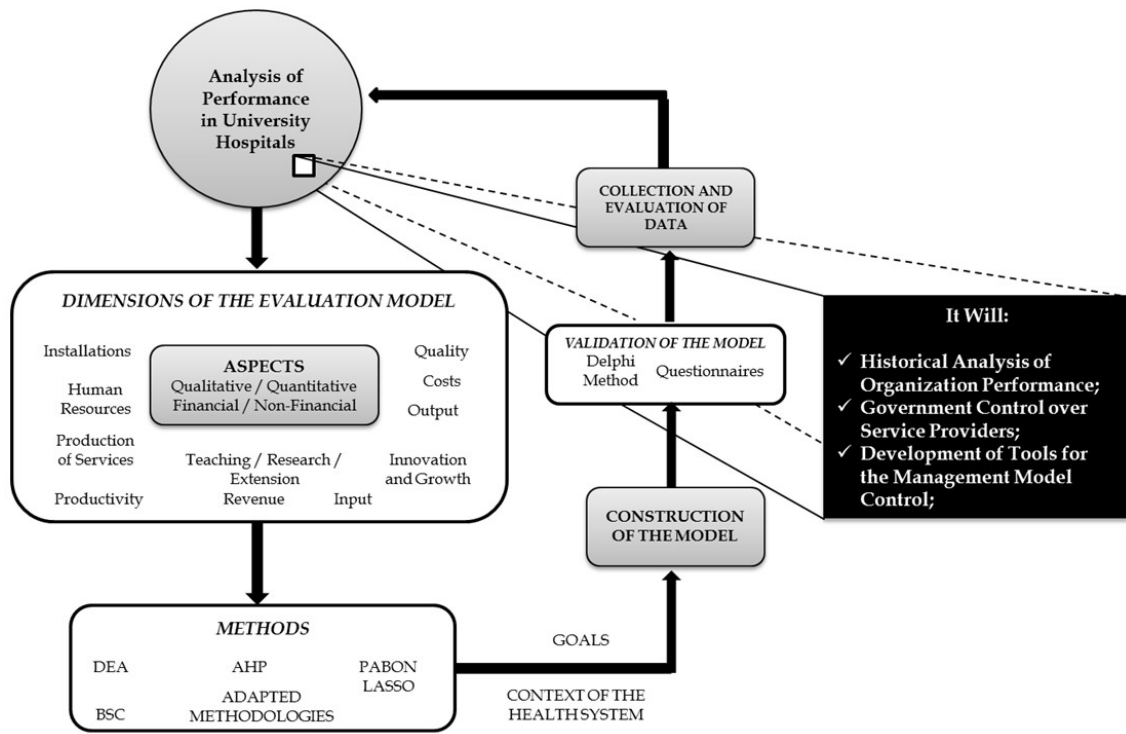 Analysis of
Performance
in University
Hospitals
COLLECTION AND
EVALUATION OF
DATA
DIMENSIONS OF THE EVALUATION MODEL
Installations
Human
Resources
Production
of Services
Productivity
ASPECTS
Qualitative / Quantitative
Financial / Non-Financial
Teaching / Research /
Extension
Revenue
Input
Quality
Costs
Output
Innovation
and Growth
VALIDATION OF THE MODEL
Delphi
Method
Questionnaires
It Will:
✓ Historical Analysis of
Organization Performance;
✓ Government Control over
Service Providers;
✓ Development of Tools for
the Management Model
Control;
CONSTRUCTION
OF THE MODEL
METHODS
DEA
AHP
PABON
LASSO
BSC
ADAPTED
METHODOLOGIES
GOALS
CONTEXT OF THE
HEALTH SYSTEM